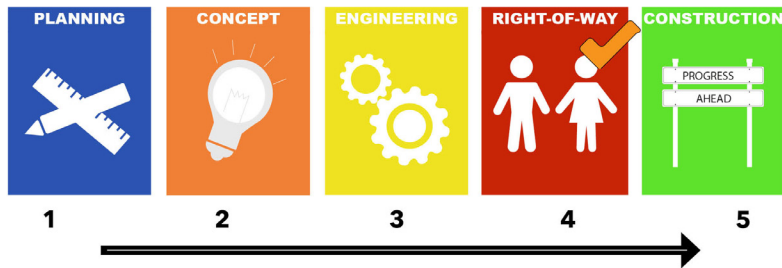 PLANNING
CONCEPT
ENGINEERING
RIGHT-OF-WAY
CONSTRUCTION
PROGRESS
AHEAD
1
2
3
4
5